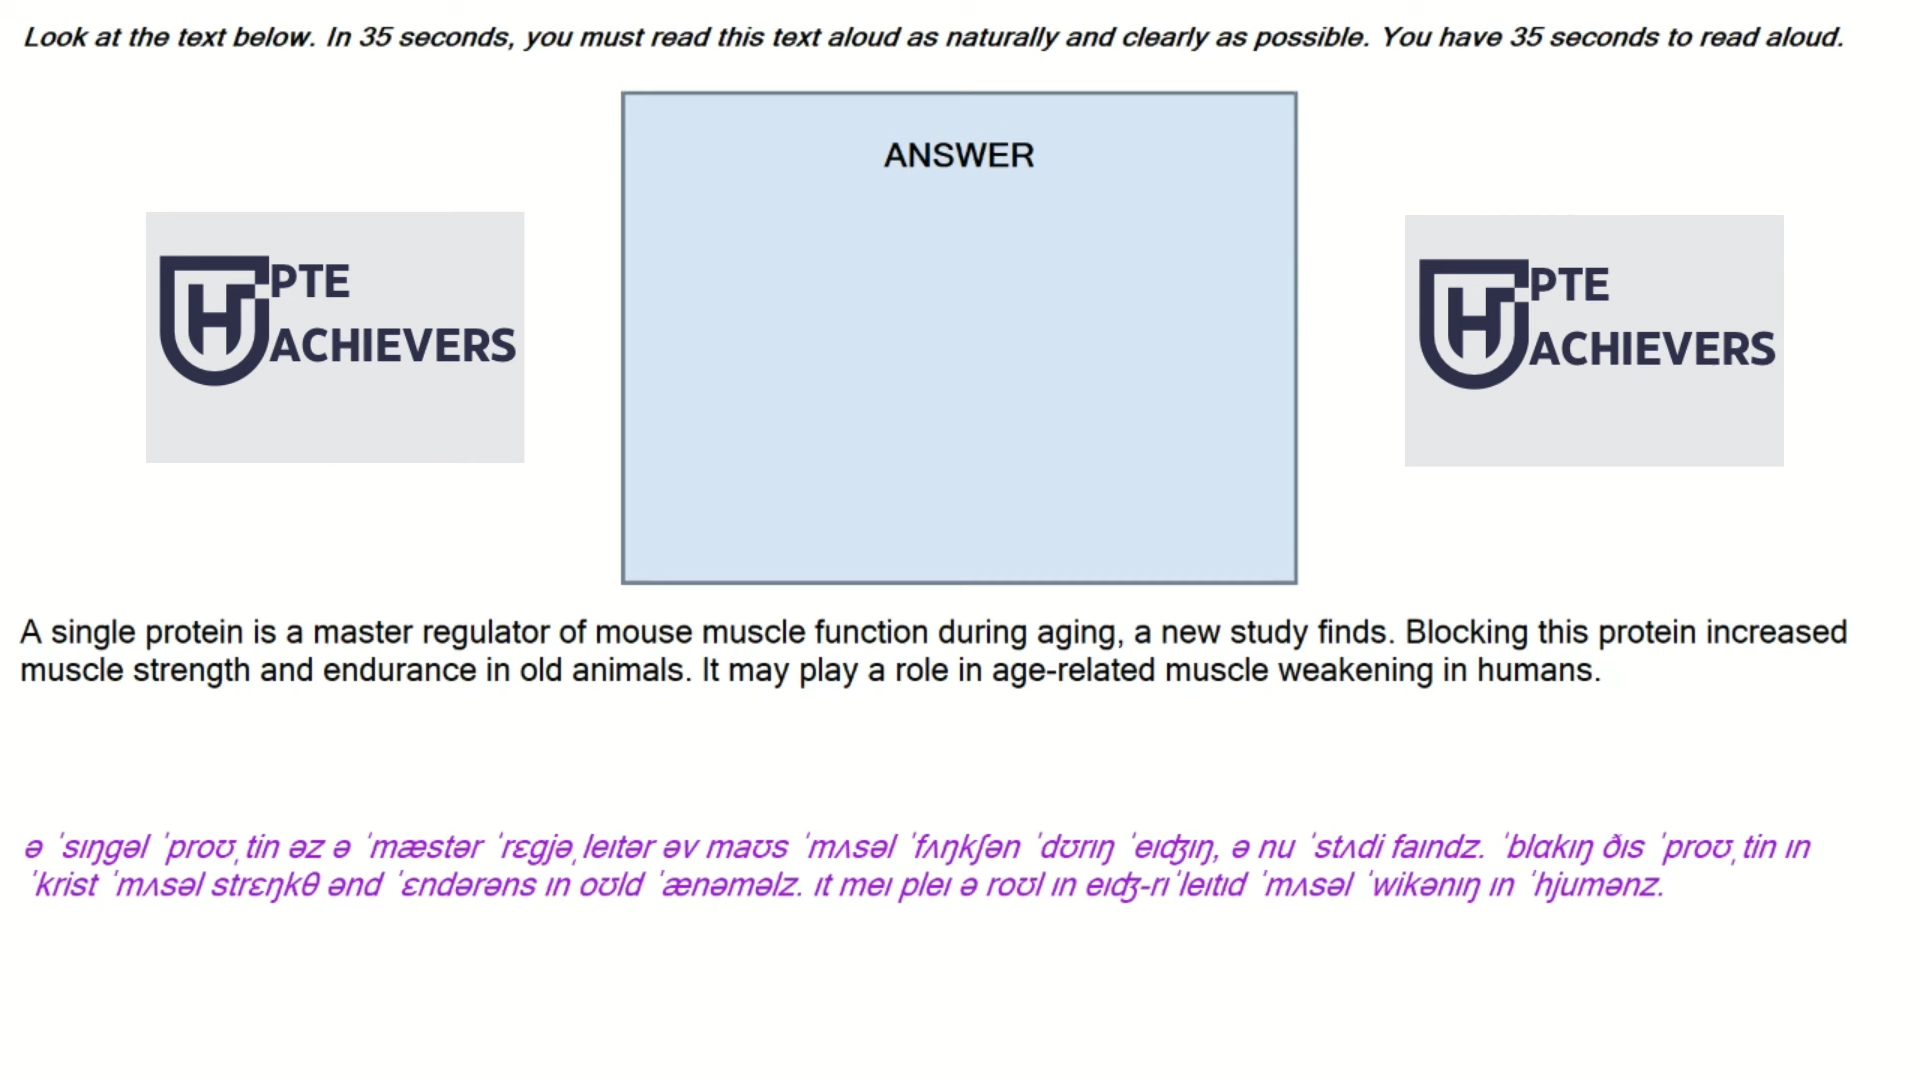 Look at the text below. In 35 seconds, you must read this text aloud as naturally and clearly as possible. You have 35 seconds to read aloud.
ANSWER
PTE
ACHIEVERS
PTE
ACHIEVERS
A single protein is a master regulator of mouse muscle function during aging, a new study finds. Blocking this protein increased
muscle strength and endurance in old animals. It may play a role in age-related muscle weakening in humans.
ə ˈsɪŋgəl ˈproʊˌtin əz ə ˈmæstər ˈrɛgjəˌleɪtər əv maʊs ˈmʌsəl ˈfʌŋkʃən ˈdʊrɪŋ ˈeɪʤɪŋ, ə nu ˈstʌdi faɪndz. ˈblɑkɪŋ ðɪs ˈproʊˌtin ɪn
ˈkrist ˈmʌsəl strɛŋkθ ənd ˈɛndərəns ɪn oʊld ˈænəməlz. ɪt meɪ pleɪ ə roʊl ɪn eɪʤ-rɪˈleɪtɪd ˈmʌsəl ˈwikənɪŋ ɪn ˈhjumənz.